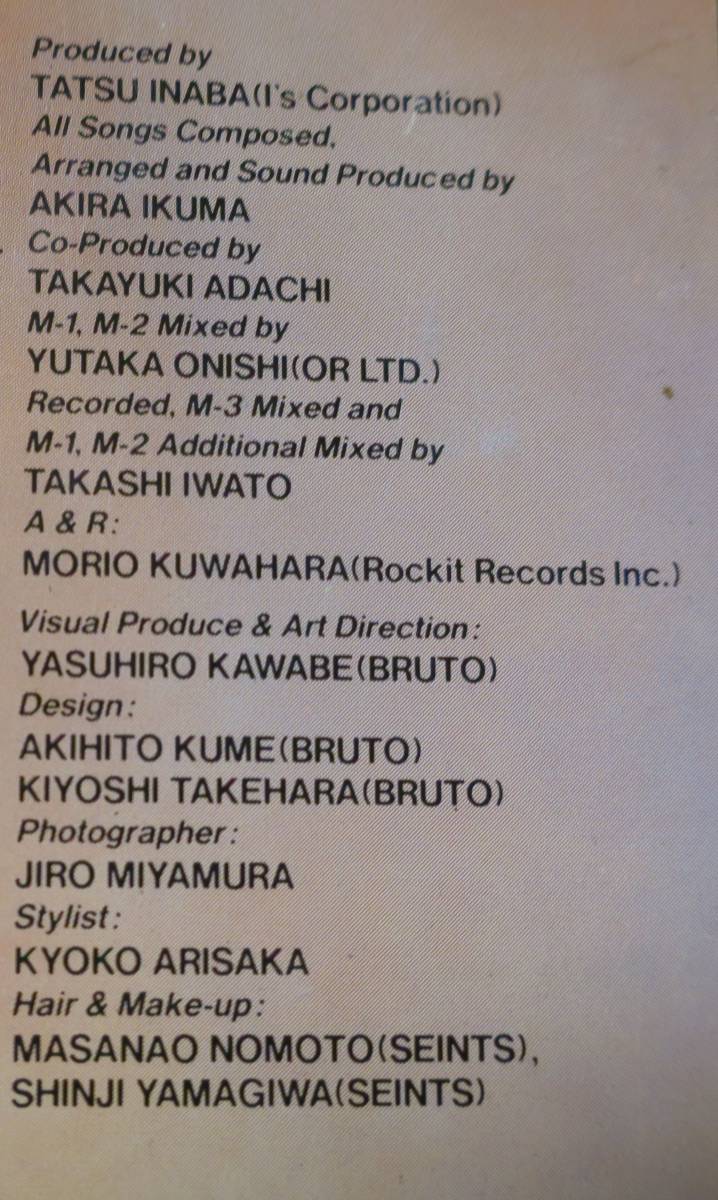 Produced by
TATSU INABA(I's Corporation)
All Songs Composed,
Arranged and Sound Produced by
AKIRA IKUMA
Co-Produced by
TAKAYUKI ADACHI
M-1, M-2 Mixed by
YUTAKA ONISHI(OR LTD.)
Recorded, M-3 Mixed and
M-1, M-2 Additional Mixed by
TAKASHI IWATO
A & R:
MORIO KUWAHARA(Rockit Records Inc.)
Visual Produce & Art Direction:
YASUHIRO KAWABE(BRUTO)
Design:
AKIHITO KUME(BRUTO)
KIYOSHI TAKEHARA(BRUTO)
Photographer:
JIRO MIYAMURA
Stylist:
KYOKO ARISAKA
Hair & Make-up:
MASANAO NOMOTO(SEINTS),
SHINJI YAMAGIWA(SEINTS)